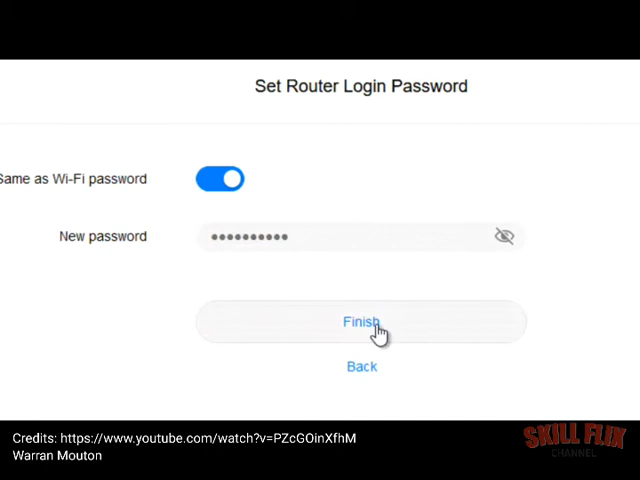 Set Router Login Password
Same as Wi-Fi password
New password
Finish
Back
Credits: https://www.youtube.com/watch?v=PZcGOinXfhM
Warran Mouton
SKILL FLIX
CHANNEL